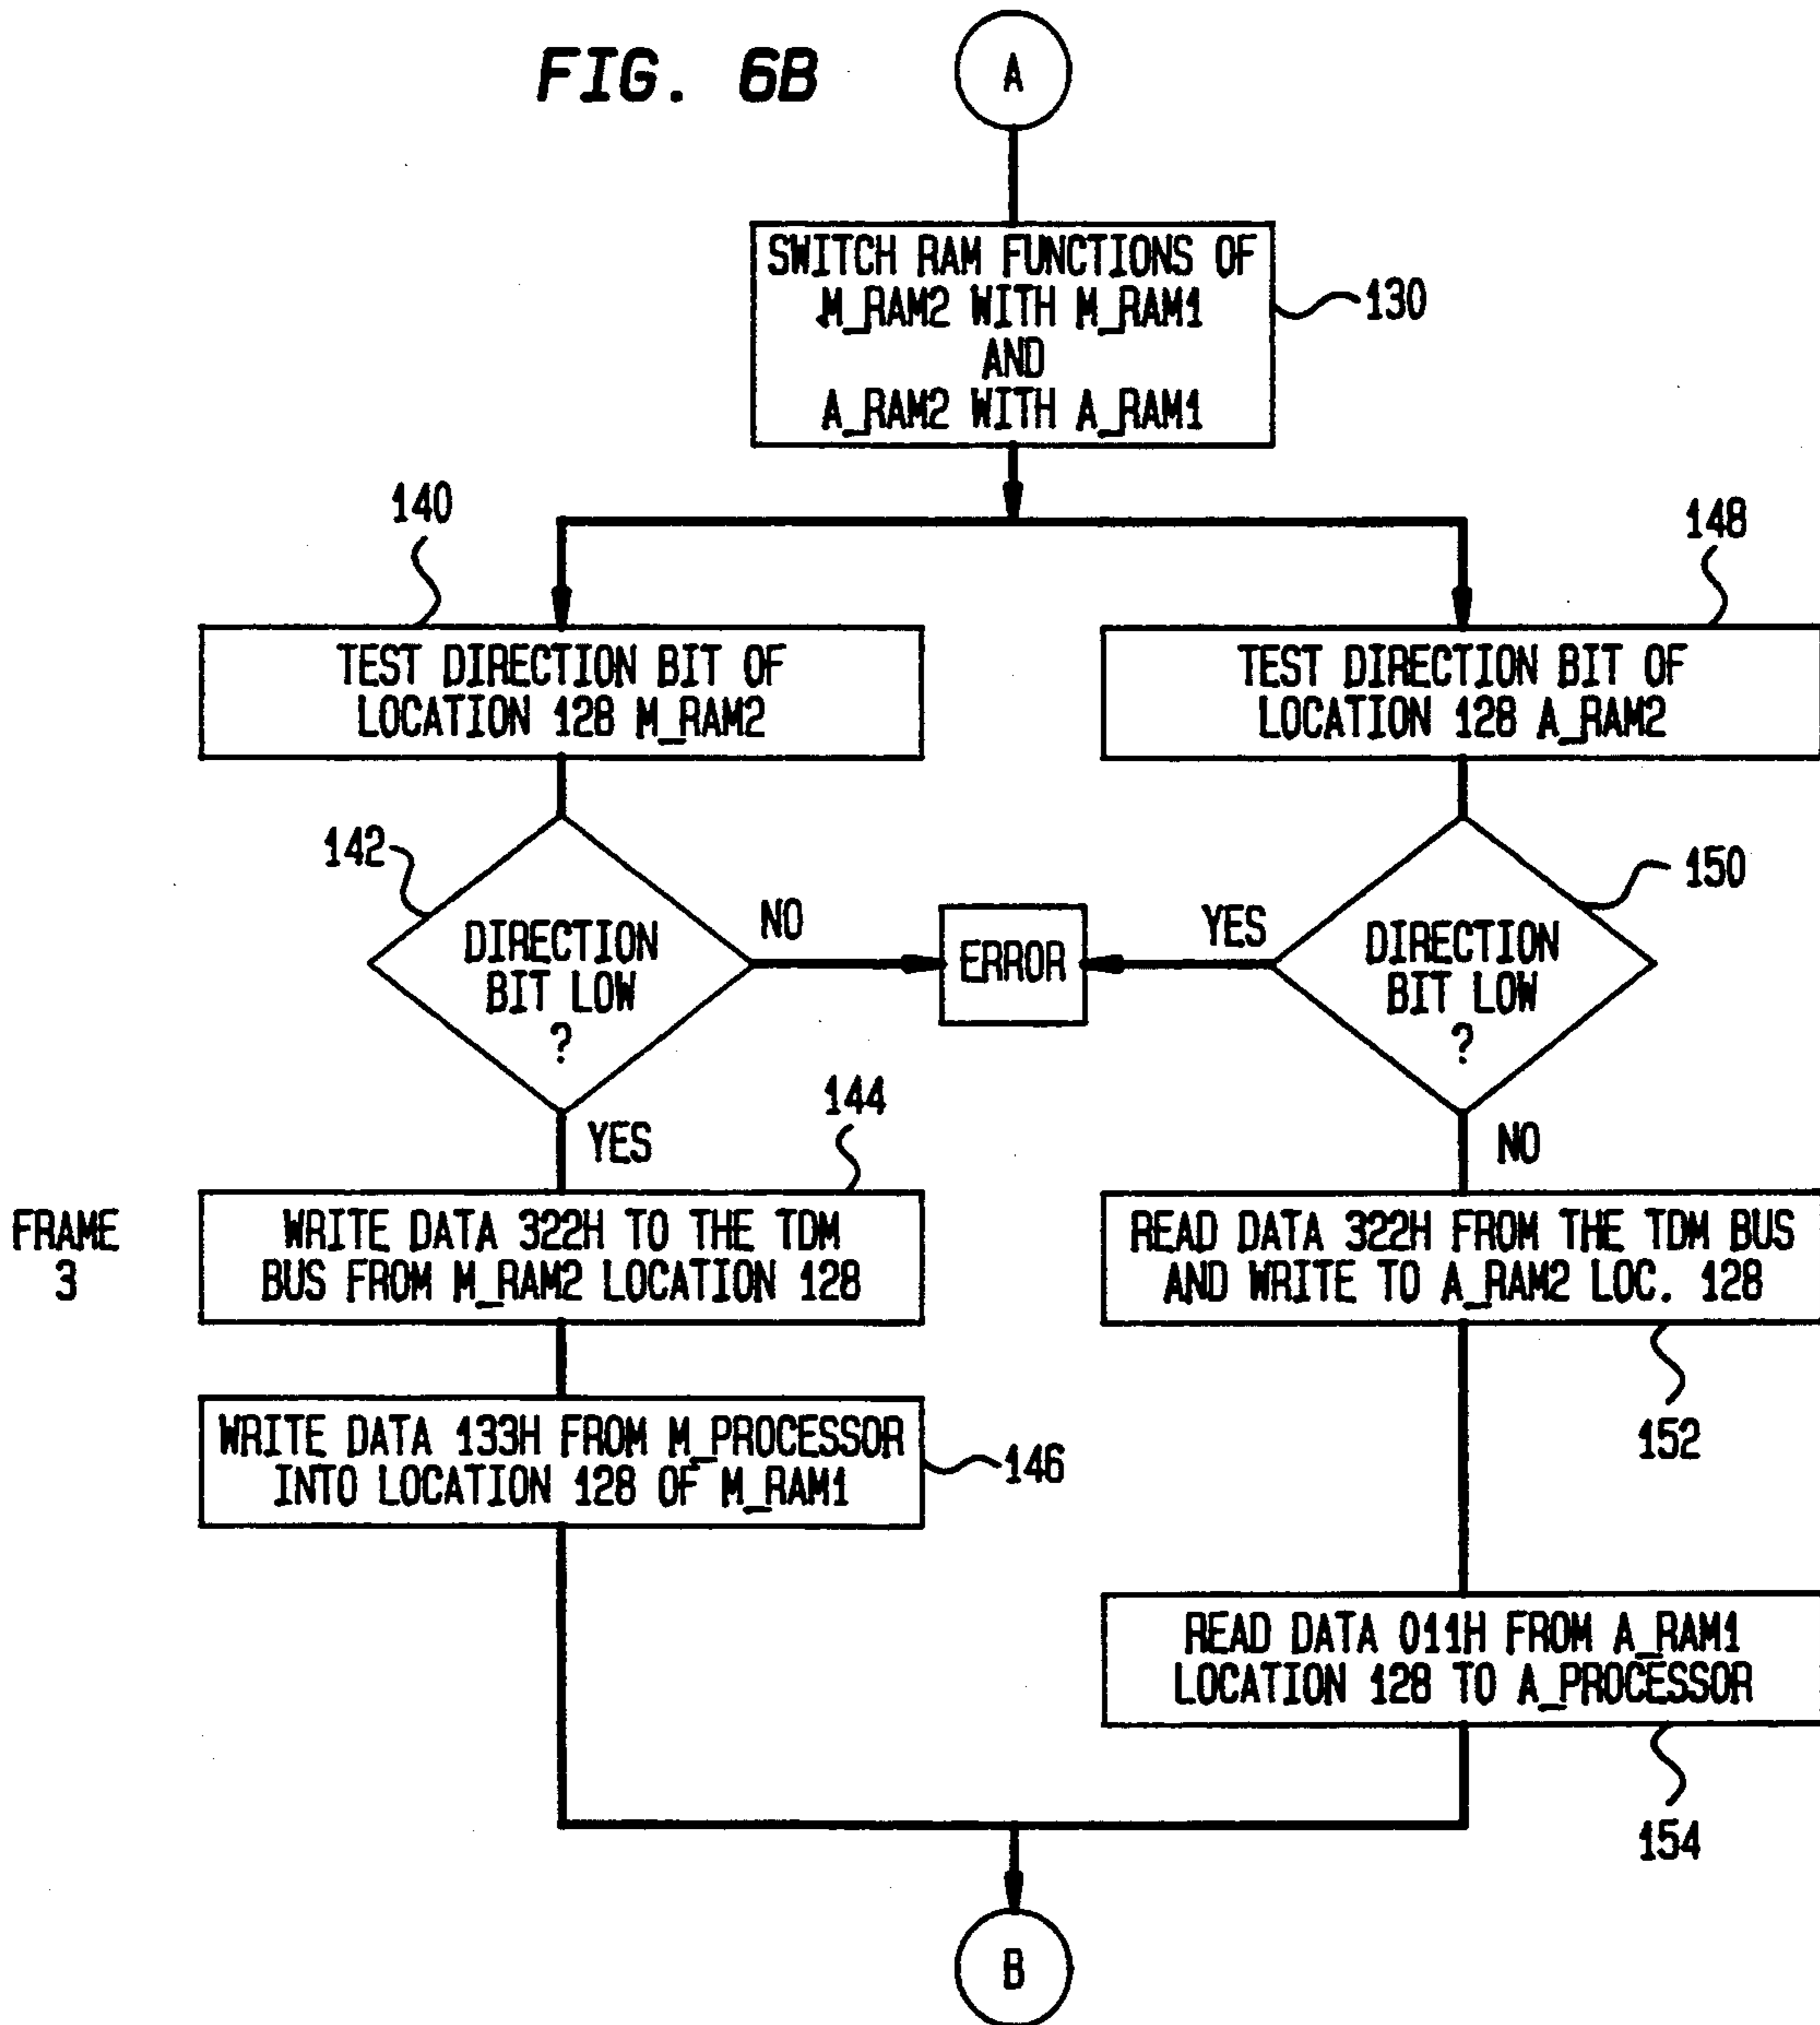 FIG. 6B
A
SWITCH RAM FUNCTIONS OF
M_RAM2 WITH M_RAM1
AND
A_RAM2 WITH A_RAM1
130
140
148
TEST DIRECTION BIT OF
LOCATION 128 M_RAM2
TEST DIRECTION BIT OF
LOCATION 128 A_RAM2
142
DIRECTION
BIT LOW
?
NO
ERROR
YES
DIRECTION
BIT LOW
?
150
YES
144
NO
FRAME
3
WRITE DATA 322H TO THE TDM
BUS FROM M_RAM2 LOCATION 128
READ DATA 322H FROM THE TDM BUS
AND WRITE TO A_RAM2 LOC. 128
152
WRITE DATA 133H FROM M_PROCESSOR
INTO LOCATION 128 OF M_RAM1
146
READ DATA 011H FROM A_RAM1
LOCATION 128 TO A_PROCESSOR
154
B